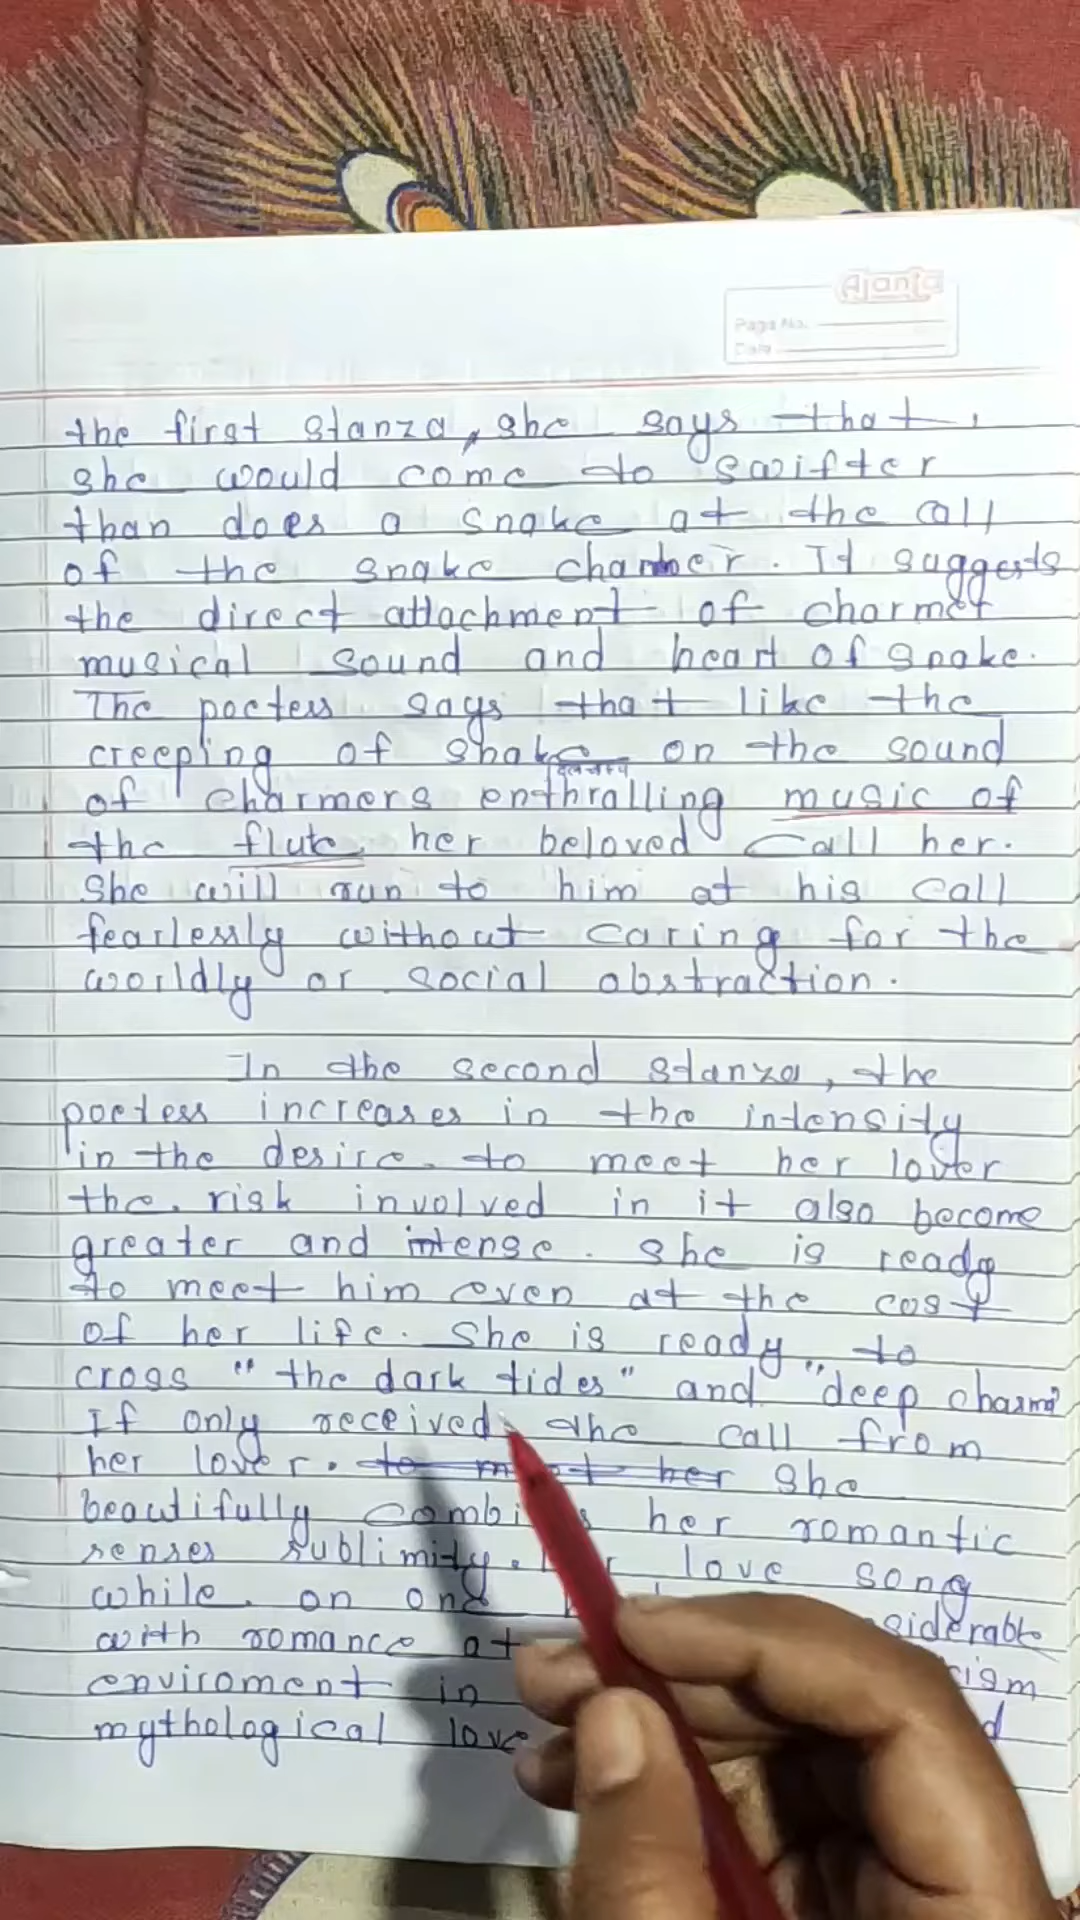 Ajanta
Page No.
Date
the first stanza, she says that,
she would come to swifter
than does a snake at the call
of the snake chamber. It suggests
the direct attachment of charmer
musical sound and heart of snake.
The poetess says that like the
creeping of snake on the sound
of charmers enthralling music of
the flute, her beloved call her.
She will run to him at his call
fearlessly without caring for the
worldly or social obstraction.
In the second stanza, the
poetess increases in the intensity
in the desire to meet her lover
the risk involved in it also become
greater and intense. She is ready
to meet him even at the cost
of her life. She is ready to
cross "the dark tides" and "deep
If only received the call from
her lover. to meet her She
beautifully her romantic
senses sublimity. love song
while on
with romance at
enviroment in
mythological love